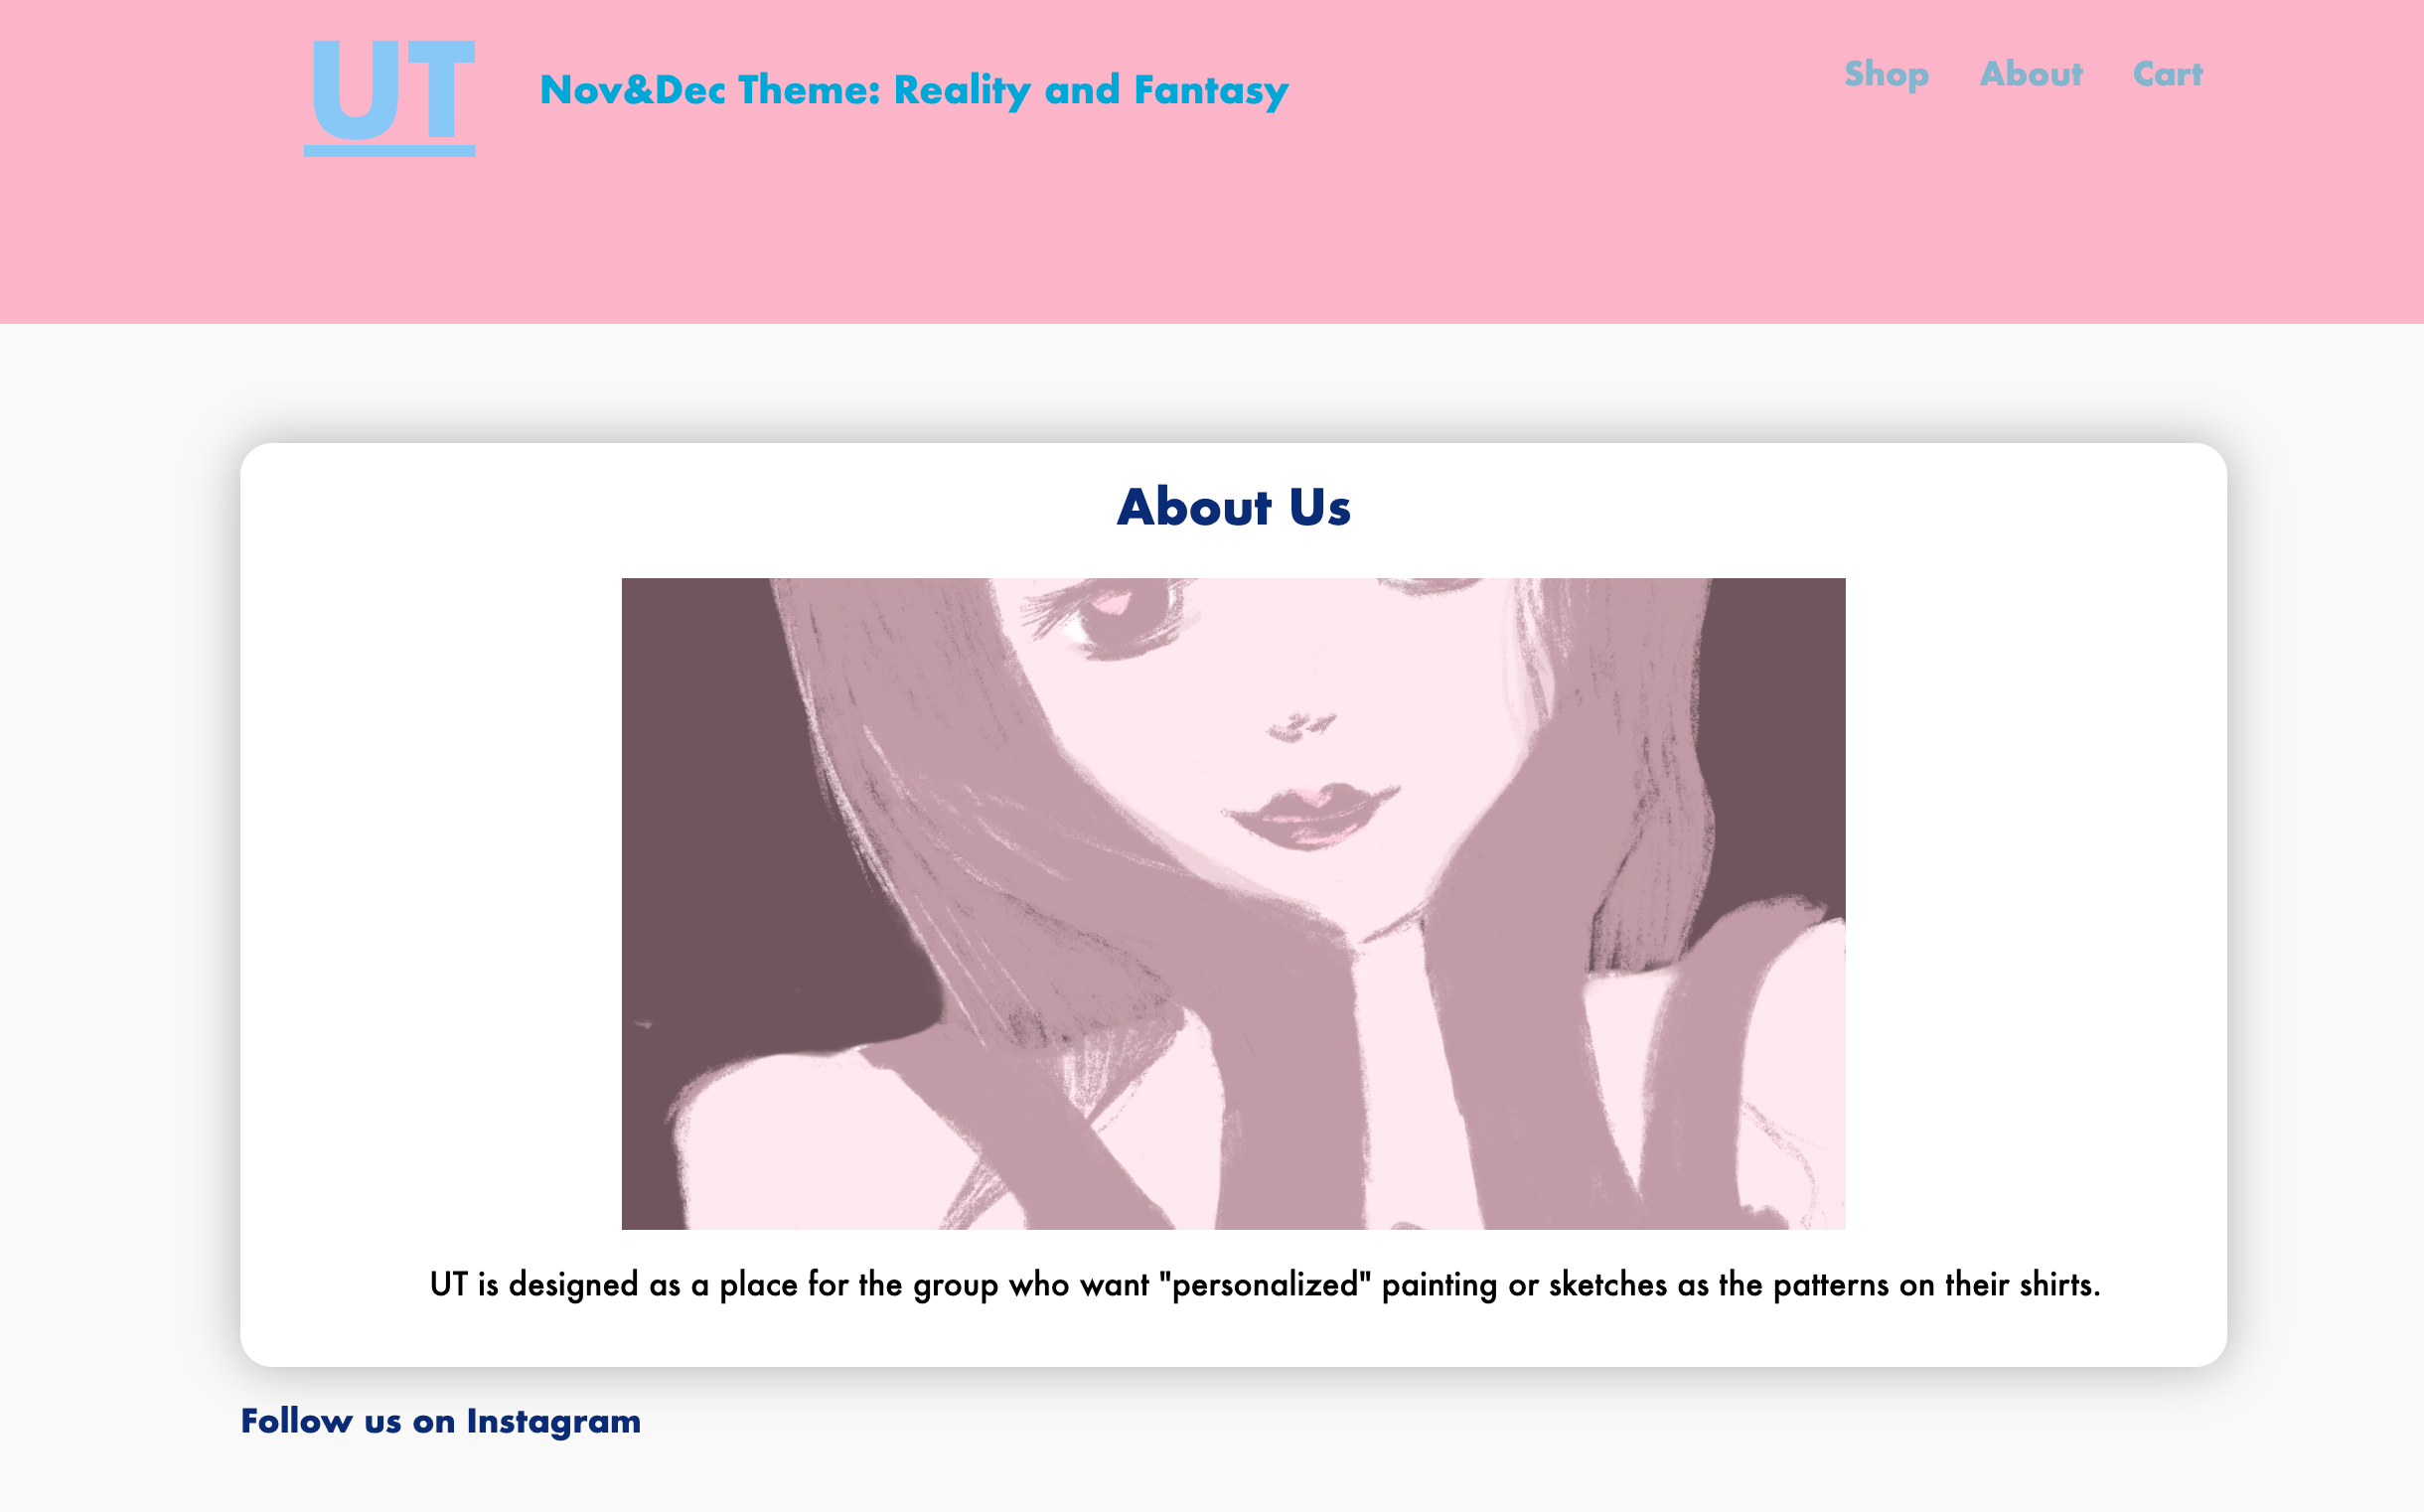 UT
Nov&Dec Theme: Reality and Fantasy
Shop About Cart
About Us
UT is designed as a place for the group who want "personalized" painting or sketches as the patterns on their shirts.
Follow us on Instagram